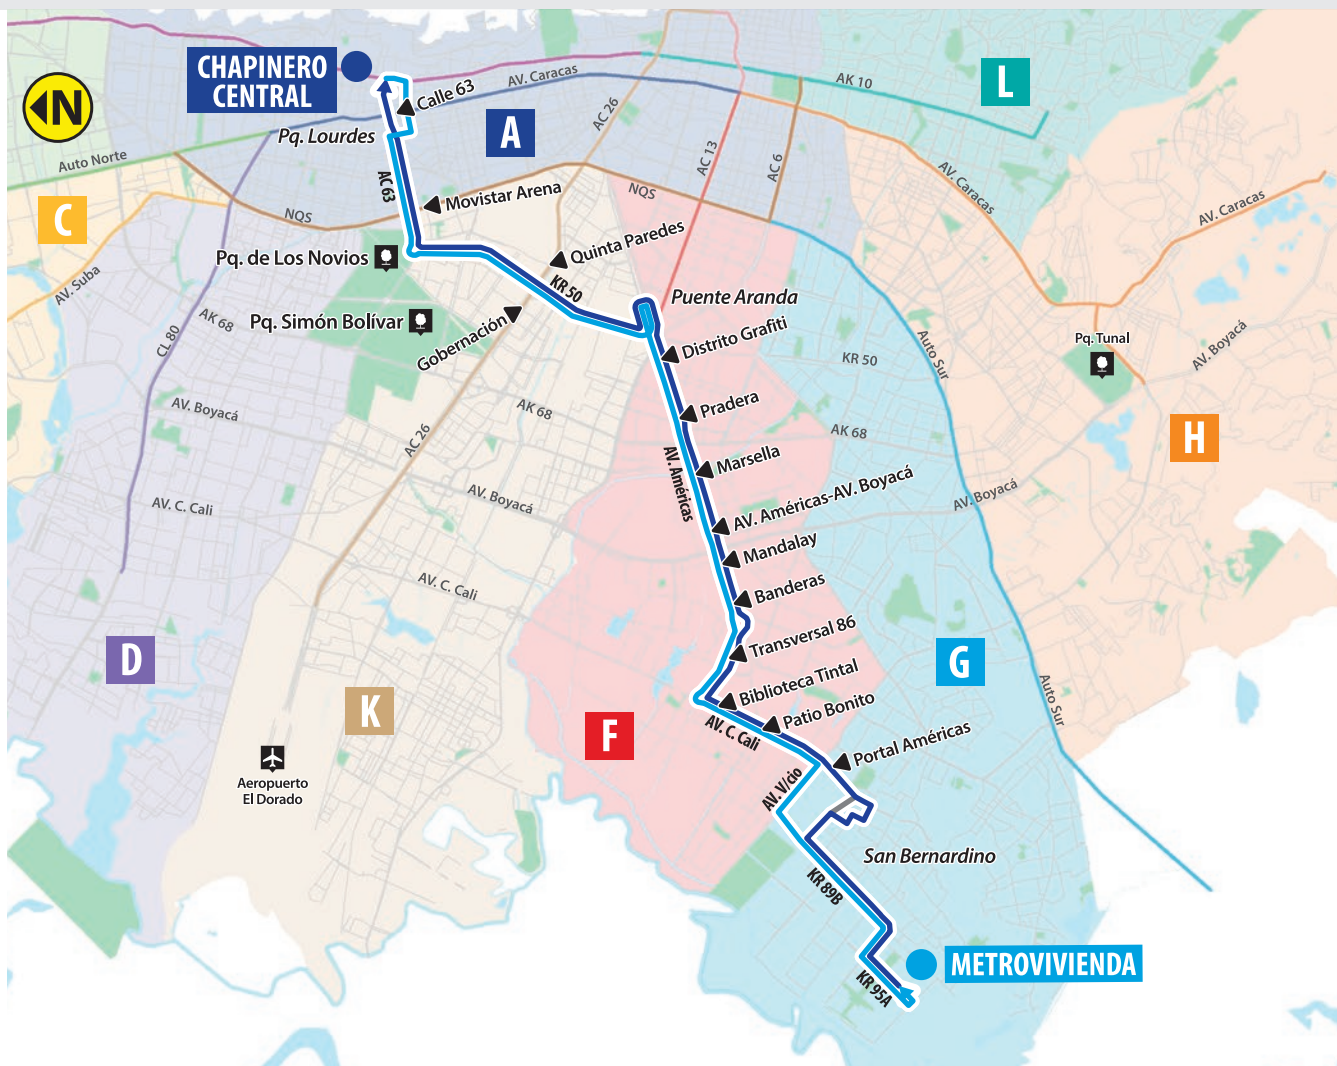 CHAPINERO
CENTRAL
N
Calle 63
AV. Caracas
AK 10
L
Pq. Lourdes
A
AC 26
AC 13
AC 6
Auto Norte
AC 63
Movistar Arena
NQS
NQS
AV. Caracas
AV. Caracas
C
Pq. de Los Novios
Quinta Paredes
KR 50
AV. Suba
AK 68
CL 80
Pq. Simón Bolívar
Gobernación
Puente Aranda
Distrito Grafiti
KR 50
Auto Sur
Pq. Tunal
AV. Boyacá
AV. Boyacá
AK 68
Pradera
AK 68
H
AC 26
Marsella
AV. Américas
AV. Américas-AV. Boyacá
AV. Boyacá
AV. Boyacá
AV. C. Cali
Mandalay
AV. C. Cali
Banderas
Transversal 86
D
G
K
Biblioteca Tintal
Patio Bonito
Auto Sur
F
AV. C. Cali
Portal Américas
Aeropuerto
El Dorado
AV. V/cio
San Bernardino
KR 89B
METROVIVIENDA
KR 95A